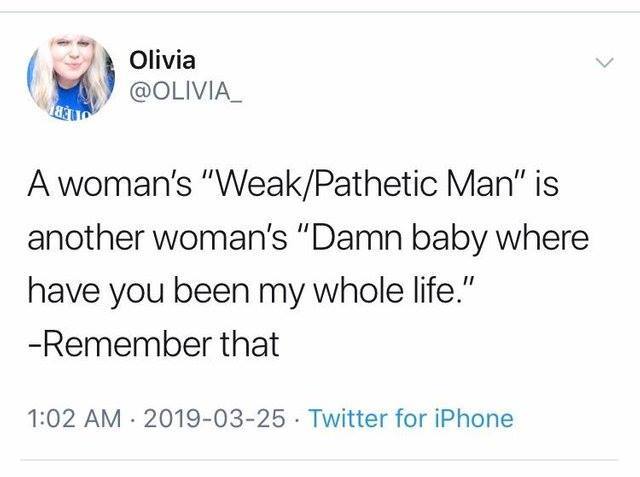 Olivia
@OLIVIA_
A woman's “Weak/Pathetic Man” is
another woman's “Damn baby where
have you been my whole life.”
-Remember that
1:02 AM · 2019-03-25 · Twitter for iPhone